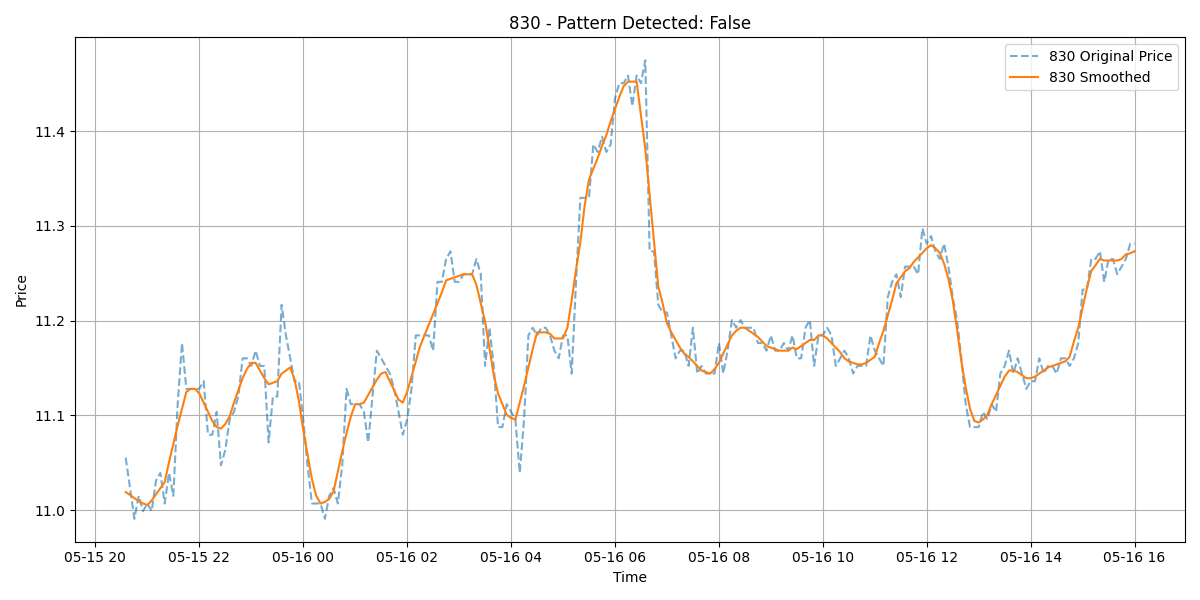 830 - Pattern Detected: False
830 Original Price
830 Smoothed
Price
11.4
11.3
11.2
11.1
11.0
05-15 20 05-15 22 05-16 00 05-16 02 05-16 04 05-16 06 05-16 08 05-16 10 05-16 12 05-16 14 05-16 16
Time